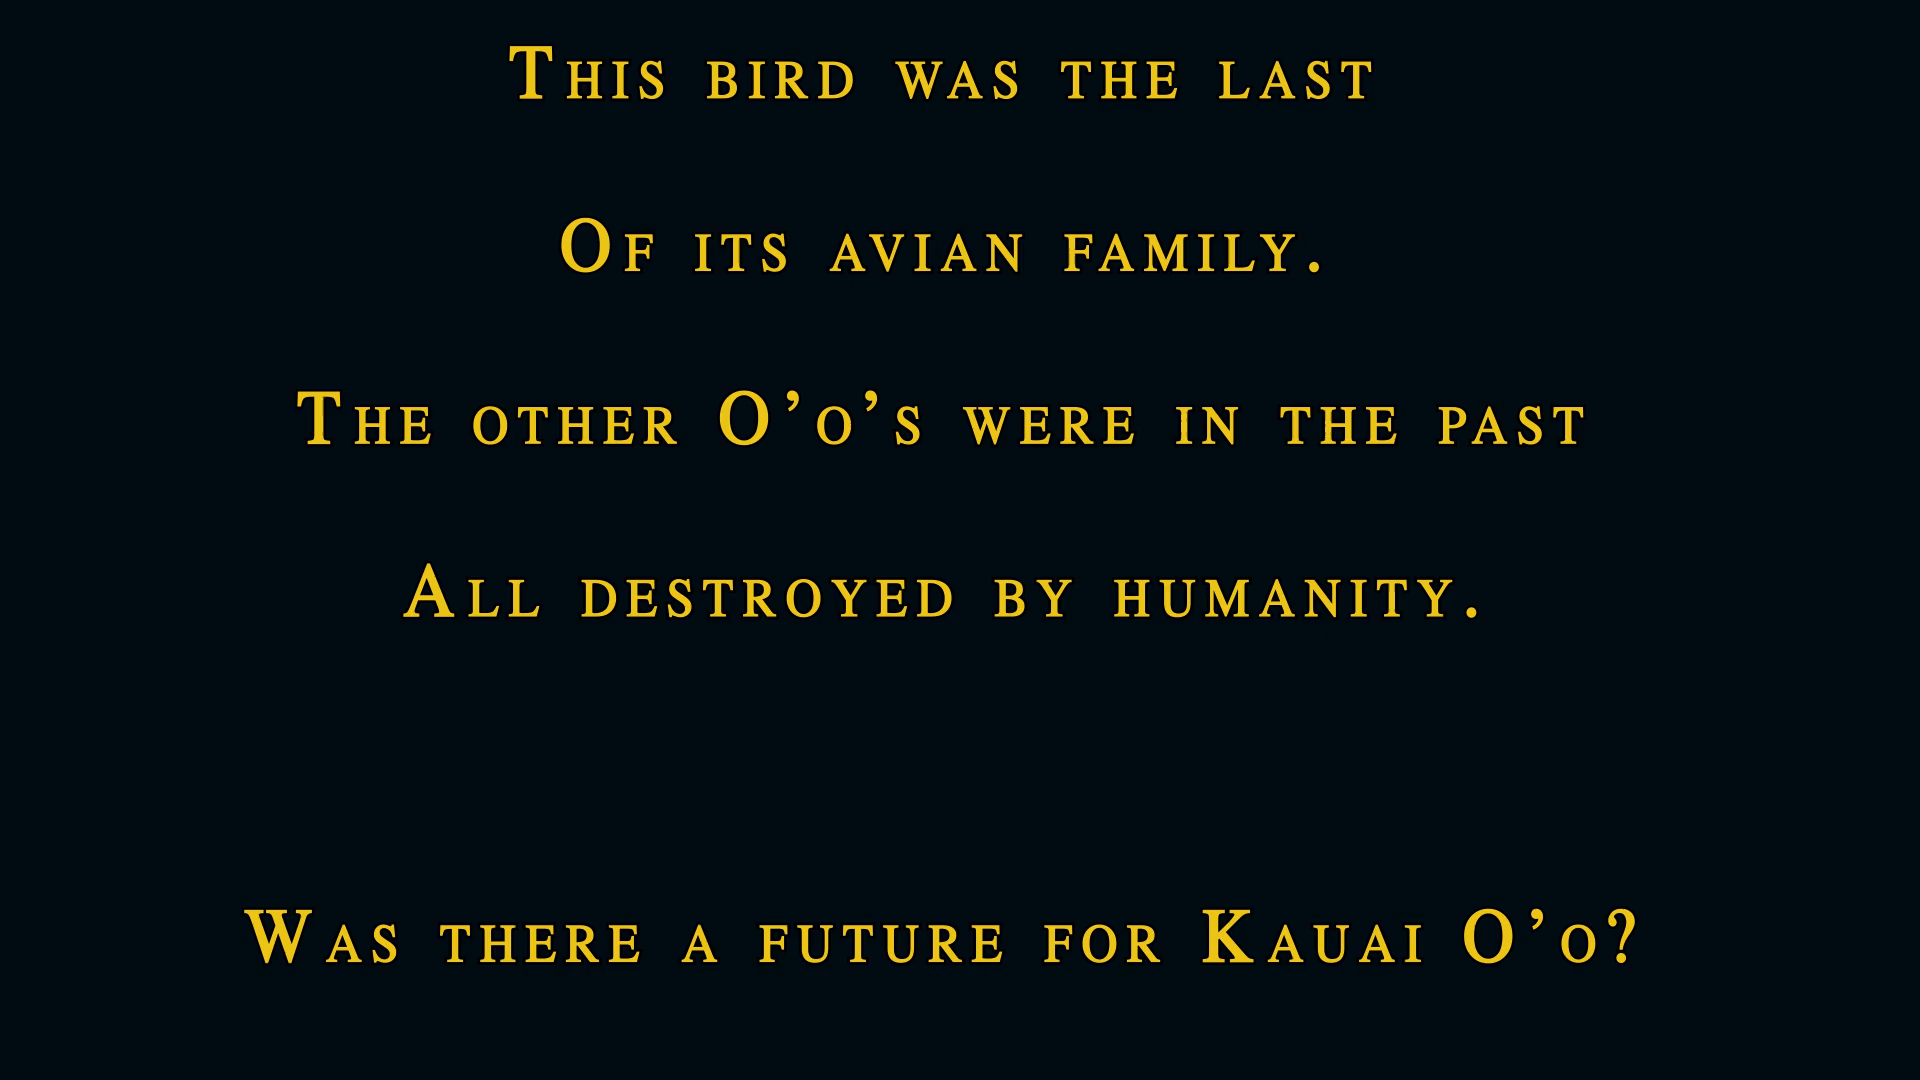 This bird was the last
Of its avian family.
The other O’o’s were in the past
All destroyed by humanity.
Was there a future for Kauai O’o?